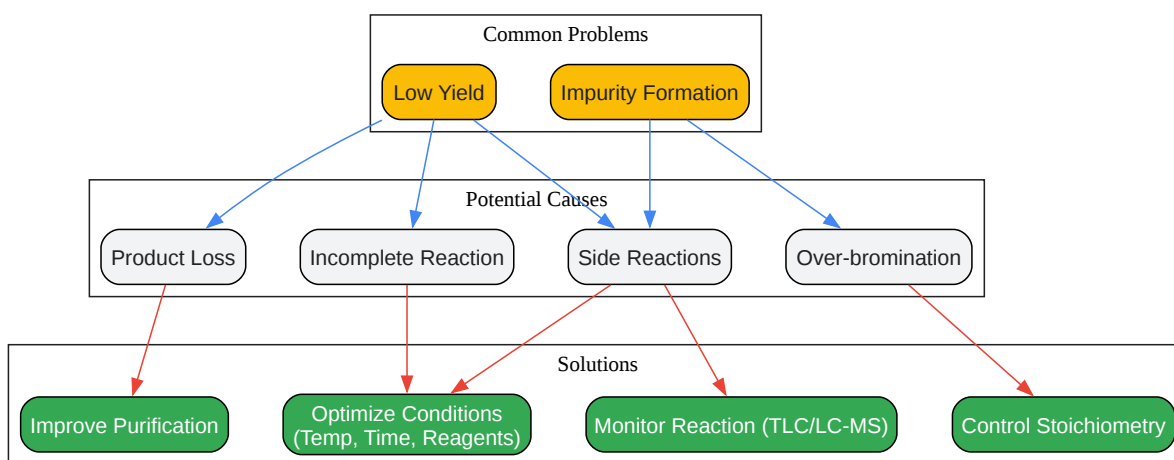 Common Problems
Low Yield
Impurity Formation
Potential Causes
Product Loss
Incomplete Reaction
Side Reactions
Over-bromination
Solutions
Improve Purification
Optimize Conditions
(Temp, Time, Reagents)
Monitor Reaction (TLC/LC-MS)
Control Stoichiometry